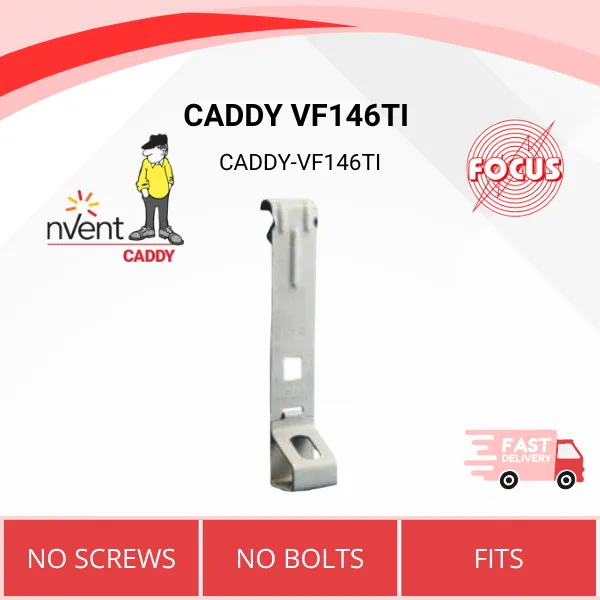 CADDY VF146TI
CADDY-VF146TI
nvent
CADDY
FOCUS
FAST
DELIVERY
NO SCREWS
NO BOLTS
FITS